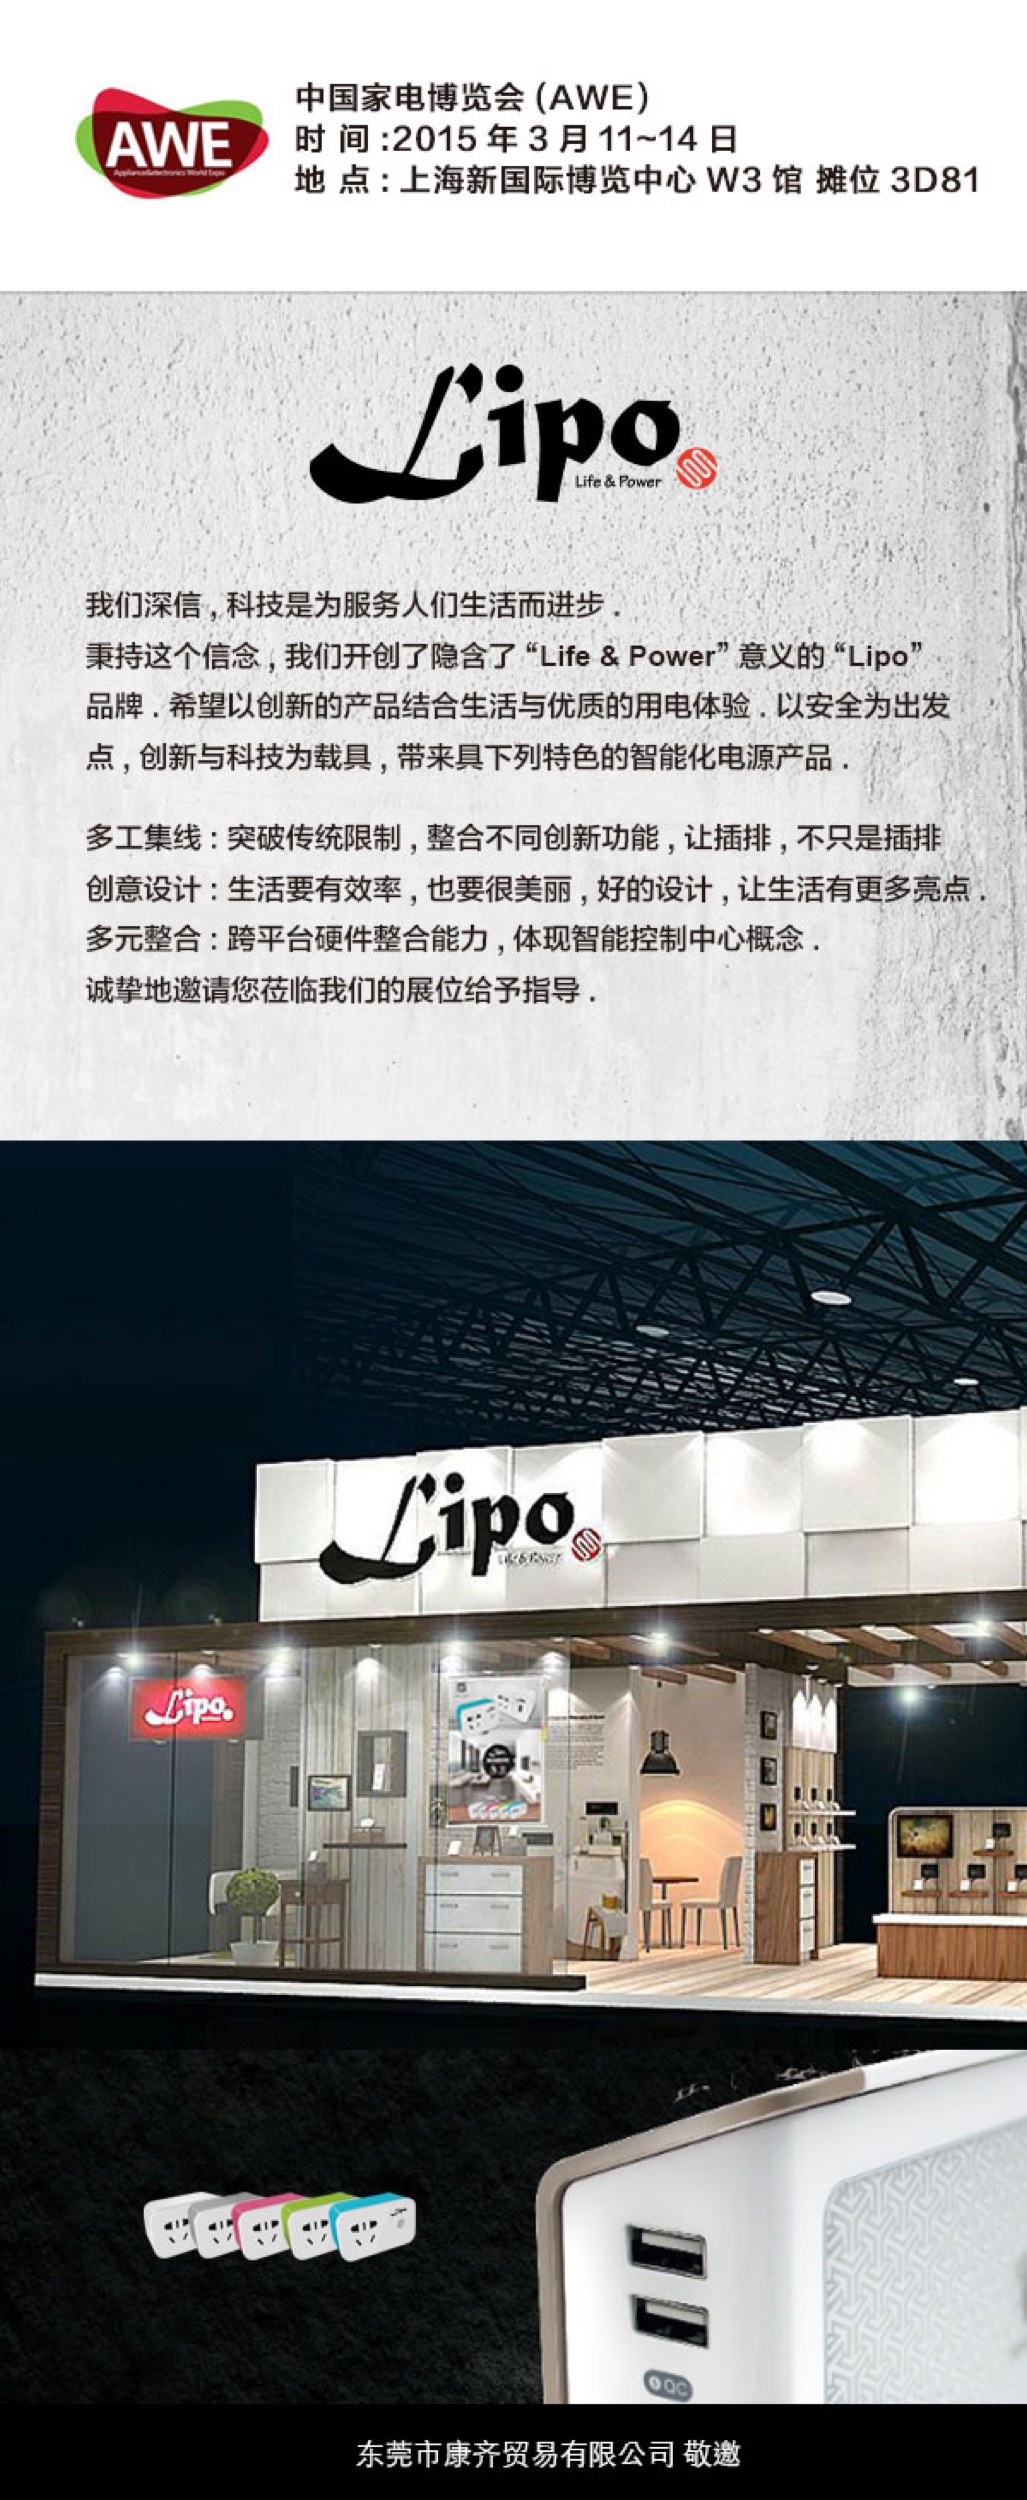 AWE
Appliance&electronics World Expo
中国家电博览会 (AWE)
时 间 :2015 年 3 月 11~14 日
地 点 : 上海新国际博览中心 W3 馆 摊位 3D81
Lipo
Life & Power
我们深信 , 科技是为服务人们生活而进步 .
秉持这个信念 , 我们开创了隐含了 “Life & Power” 意义的 “Lipo”
品牌 . 希望以创新的产品结合生活与优质的用电体验 . 以安全为出发
点 , 创新与科技为载具 , 带来具下列特色的智能化电源产品 .
多工集线 : 突破传统限制 , 整合不同创新功能 , 让插排 , 不只是插排
创意设计 : 生活要有效率 , 也要很美丽 , 好的设计 , 让生活有更多亮点 .
多元整合 : 跨平台硬件整合能力 , 体现智能控制中心概念 .
诚挚地邀请您莅临我们的展位给予指导 .
Lipo
Life & Power
Lipo
QC
东莞市康齐贸易有限公司 敬邀